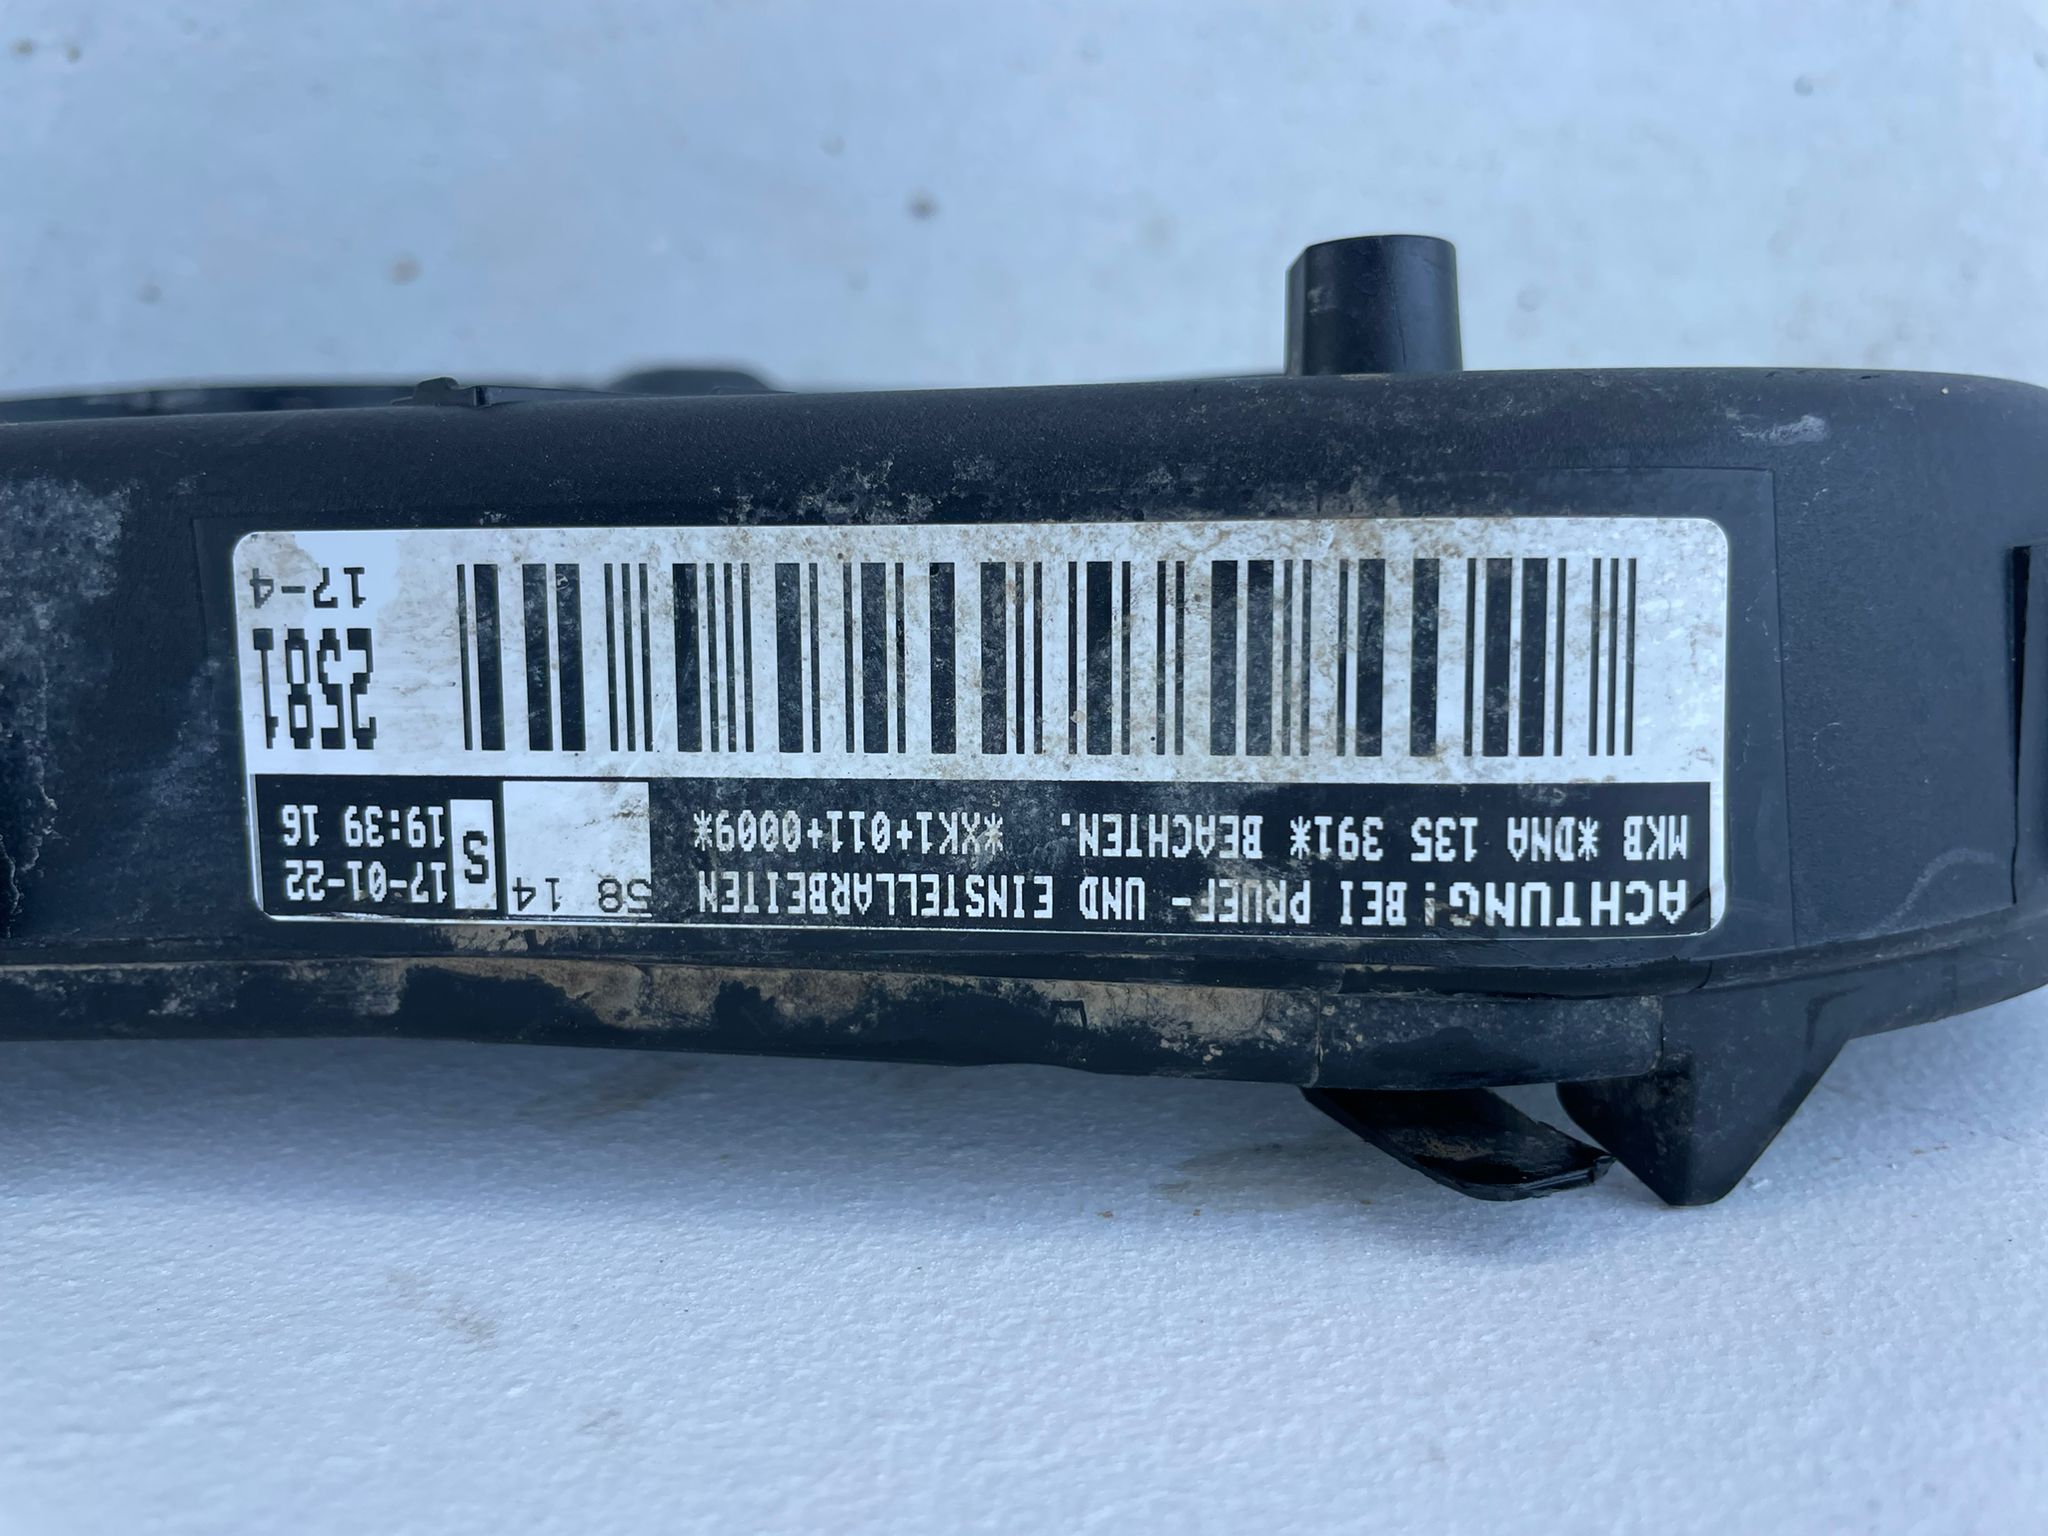 ACHTUNG! BEI PRUEF- UND EINSTELLARBEITEN
MKB *DNA 135 391* BEACHTEN. *XK1+011+0009*
58 14
S
17-01-22
19:39 16
2581
17-4